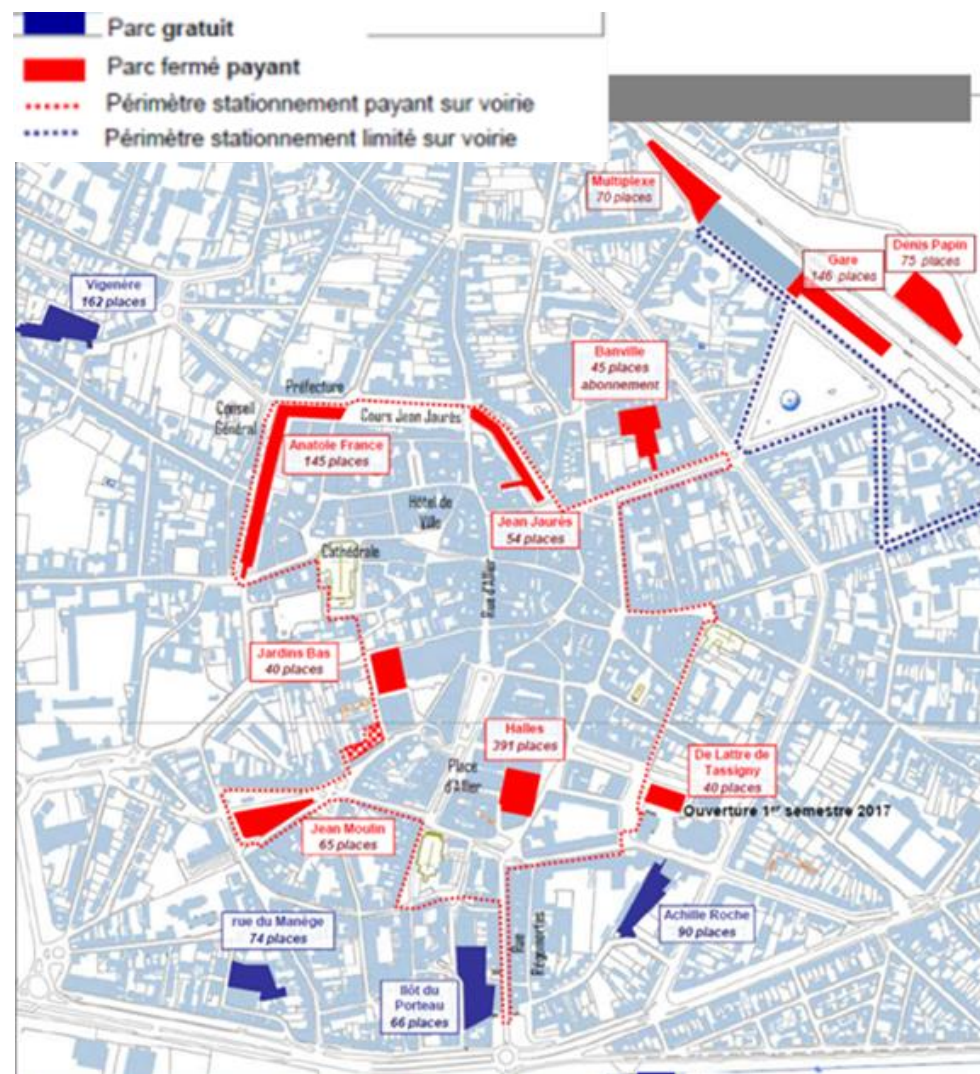 Parc gratuit
Parc fermé payant
Périmètre stationnement payant sur voirie
Périmètre stationnement limité sur voirie
Multiplexe
70 places
Denis Papin
75 places
Gare
146 places
Vigenère
162 places
Banville
45 places
abonnement
Préfecture
Conseil
Général
Cours Jean Jaurès
Anatole France
145 places
Hôtel de
Ville
Jean Jaurès
54 places
Cathédrale
Rue d'Allier
Jardins Bas
40 places
Halles
391 places
De Lattre de
Tassigny
40 places
Place
d'Allier
Ouverture 1er semestre 2017
Jean Moulin
65 places
rue du Manège
74 places
Achille Roche
90 places
Rue
Régemortes
Ilôt du
Porteau
66 places